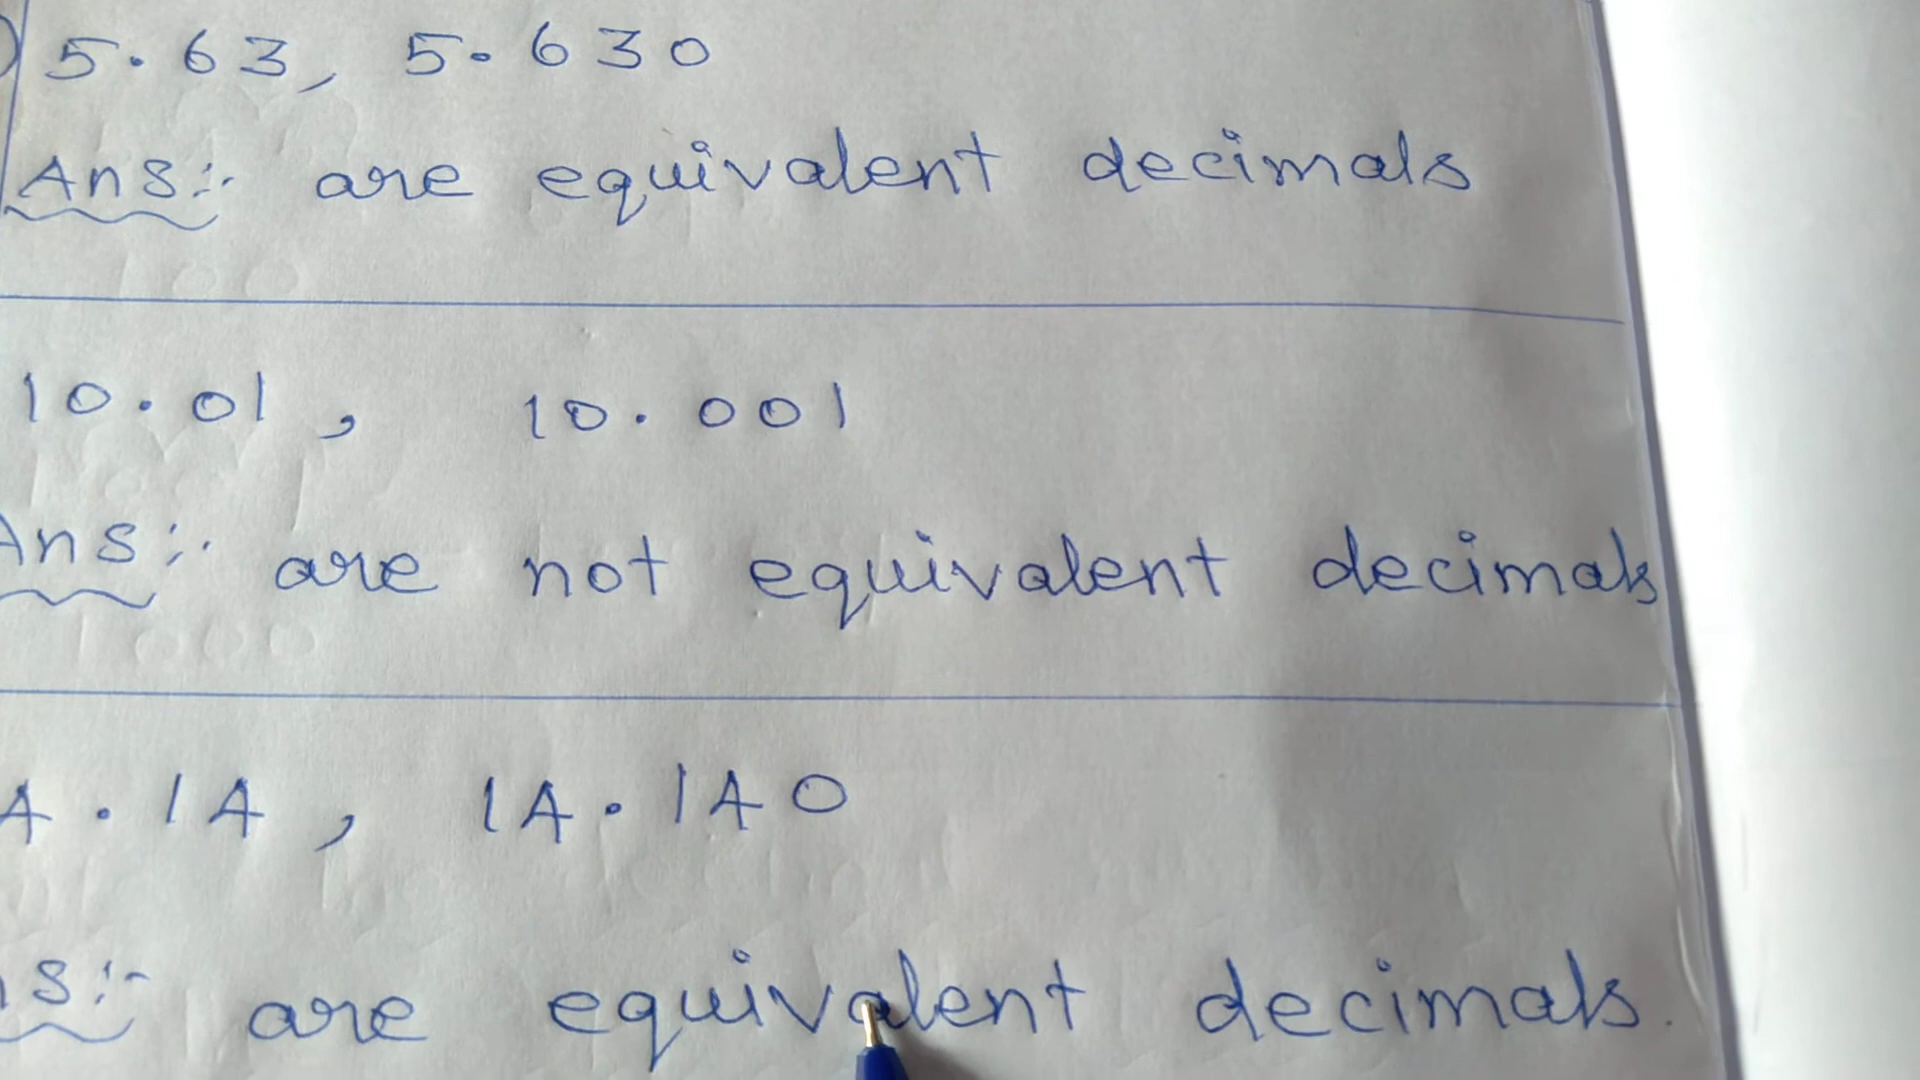 5.63, 5.630
Ans:- are equivalent decimals
10.01, 10.001
Ans:- are not equivalent decimals
4.14, 14.140
ns:- are equivalent decimals.